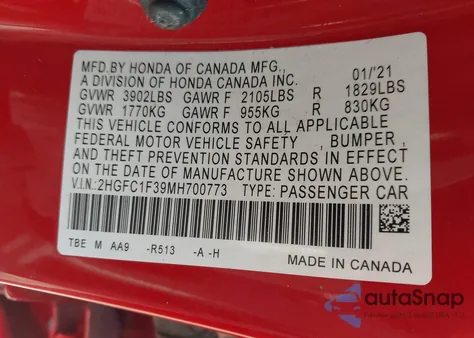 MFD.BY HONDA OF CANADA MFG.,
A DIVISION OF HONDA CANADA INC. 01/'21
GVWR 3902LBS GAWR F 2105LBS R 1829LBS
GVWR 1770KG GAWR F 955KG R 830KG
THIS VEHICLE CONFORMS TO ALL APPLICABLE
FEDERAL MOTOR VEHICLE SAFETY , BUMPER ,
AND THEFT PREVENTION STANDARDS IN EFFECT
ON THE DATE OF MANUFACTURE SHOWN ABOVE.
V.I.N.: 2HGFC1F39MH700773 TYPE: PASSENGER CAR
TBE M AA9 -R513 -A -H
MADE IN CANADA
autoSnap